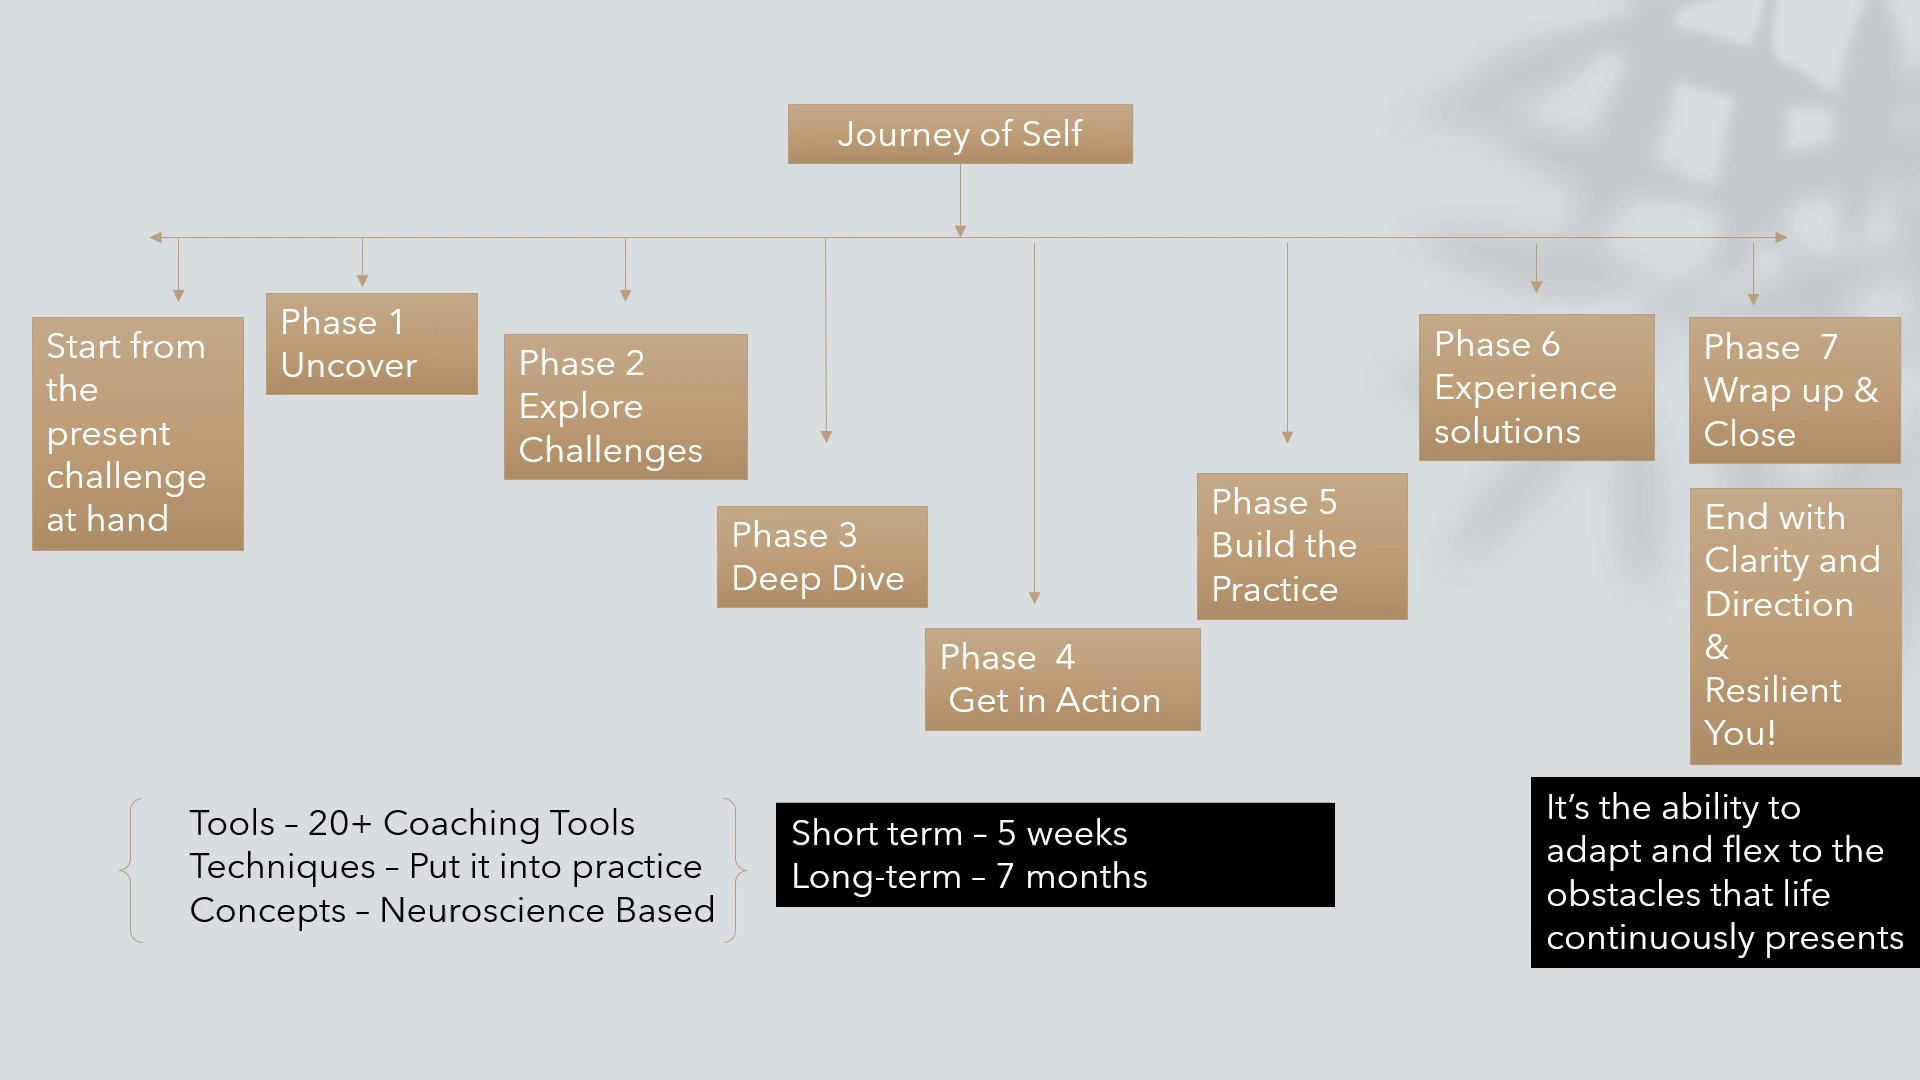 Journey of Self
Start from
the
present
challenge
at hand
Phase 1
Uncover
Phase 2
Explore
Challenges
Phase 3
Deep Dive
Phase  4
Get in Action
Phase 5
Build the
Practice
Phase 6
Experience
solutions
Phase  7
Wrap up &
Close
End with
Clarity and
Direction
&
Resilient
You!
Tools – 20+ Coaching Tools
Techniques – Put it into practice
Concepts – Neuroscience Based
Short term – 5 weeks
Long-term – 7 months
It’s the ability to
adapt and flex to the
obstacles that life
continuously presents